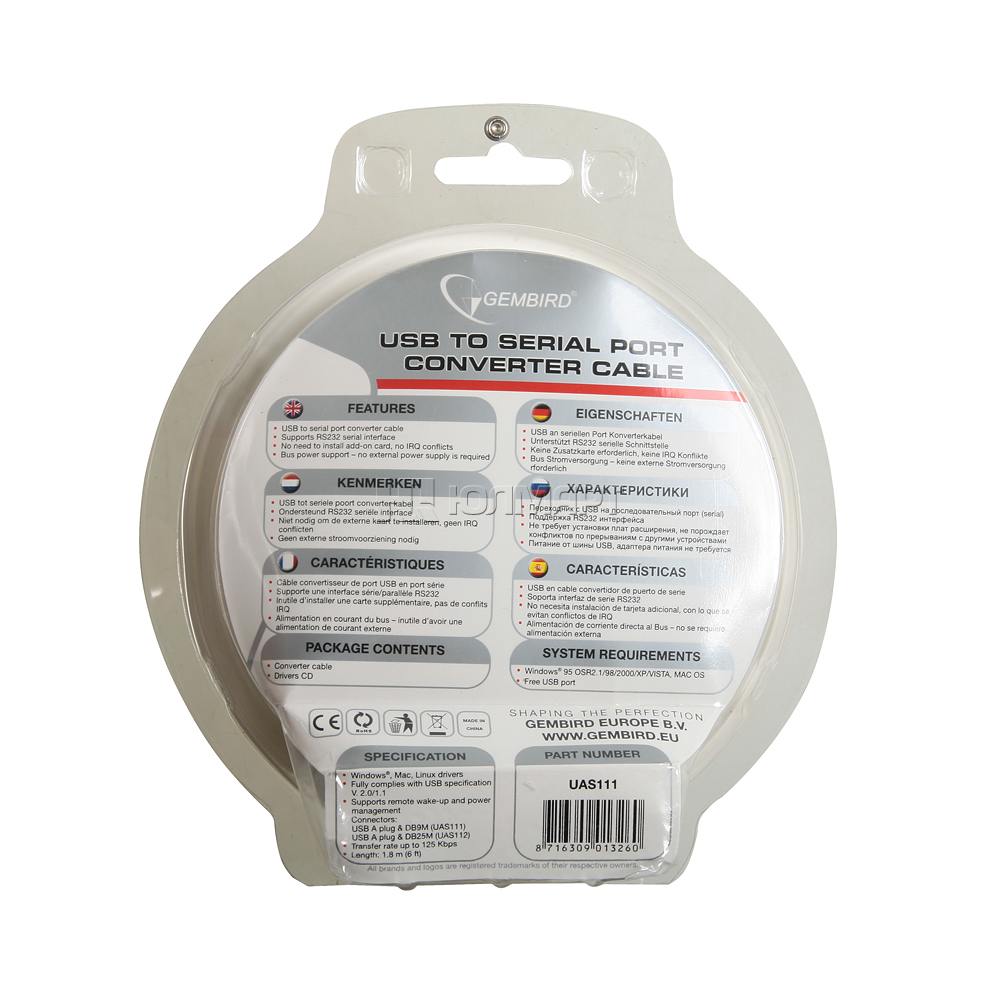 GEMBIRD®
USB TO SERIAL PORT
CONVERTER CABLE
FEATURES
• USB to serial port converter cable
• Supports RS232 serial interface
• No need to install add-on card, no IRQ conflicts
• Bus power support – no external power supply is required
EIGENSCHAFTEN
• USB an seriellen Port Konverterkabel
• Unterstützt RS232 serielle Schnittstelle
• Keine Zusatzkarte erforderlich, keine IRQ Konflikte
• Bus Stromversorgung – keine externe Stromversorgung
rforderlich
KENMERKEN
• USB tot seriele poort converter kabel
• Ondersteund RS232 seriële interface
• Niet nodig om de externe kaart to installeren, geen IRQ
conflicten
• Geen externe stroomvoorziening nodig
ХАРАКТЕРИСТИКИ
• Переходник с USB на последовательный порт (serial)
• Поддержка RS232 интерфейса
• Не требует установки плат расширения, не порождает
конфликтов по прерываниям с другими устройствами
• Питание от шины USB, адаптера питания не требуется
ЮЛМАРТ
CARACTÉRISTIQUES
• Câble convertisseur de port USB en port série
• Supporte une interface série/parallèle RS232
• Inutile d'installer une carte supplémentaire, pas de conflits
IRQ
• Alimentation en courant du bus – inutile d'avoir une
alimentation de courant externe
CARACTERÍSTICAS
• USB en cable convertidor de puerto de serie
• Soporta interfaz de serie RS232
• No necesita instalación de tarjeta adicional, con lo que se
evitan conflictos de IRQ
• Alimentación de corriente directa al Bus – no se requiere
alimentación externa
PACKAGE CONTENTS
• Converter cable
• Drivers CD
SYSTEM REQUIREMENTS
• Windows® 95 OSR2.1/98/2000/XP/VISTA, MAC OS
• Free USB port
SHAPING THE PERFECTION
GEMBIRD EUROPE B.V.
WWW.GEMBIRD.EU
CE
RoHS
MADE IN
CHINA
SPECIFICATION
• Windows®, Mac, Linux drivers
• Fully complies with USB specification
V. 2.0/1.1
• Supports remote wake-up and power
management
Connectors:
USB A plug & DB9M (UAS111)
USB A plug & DB25M (UAS112)
• Transfer rate up to 125 Kbps
• Length: 1.8 m (6 ft)
PART NUMBER
UAS111
8 716309 013260
All brands and logos are registered trademarks of their respective owners.